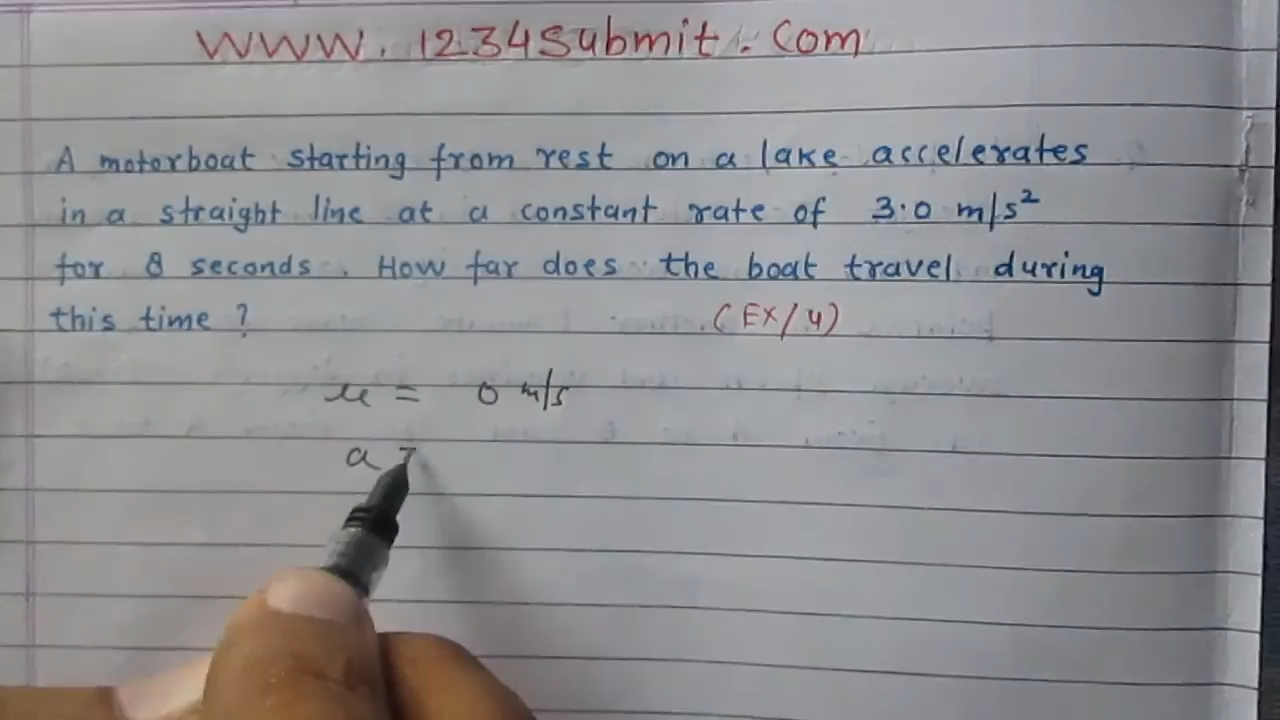 WWW. 1234Submit. Com
A motorboat starting from rest on a lake accelerates
in a straight line at a constant rate of 3.0 m/s²
for 8 seconds. How far does the boat travel during
this time ? (EX/4)
u = 0 m/s
a =